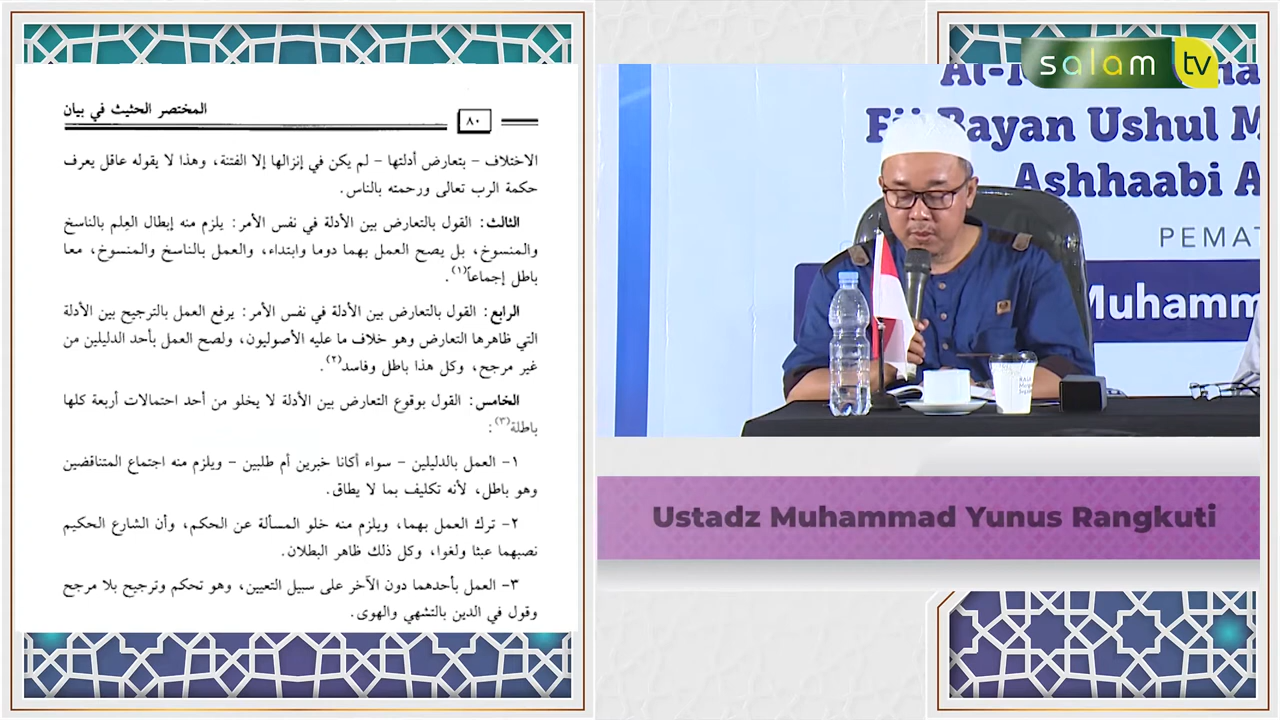 المختصر الحثيث في بيان
٨٠
الاختلاف – بتعارض أدلتها – لم يكن في إنزالها إلا الفتنة، وهذا لا يقوله عاقل يعرف
حكمة الرب تعالى ورحمته بالناس.
الثالث: القول بالتعارض بين الأدلة في نفس الأمر: يلزم منه إبطال العِلم بالناسخ
والمنسوخ، بل يصح العمل بهما دوما وابتداء، والعمل بالناسخ والمنسوخ، معا
باطل إجماعاً(١).
الرابع: القول بالتعارض بين الأدلة في نفس الأمر: يرفع العمل بالترجيح بين الأدلة
التي ظاهرها التعارض وهو خلاف ما عليه الأصوليون، ولصح العمل بأحد الدليلين من
غير مرجح، وكل هذا باطل وفاسد(٢).
الخامس: القول بوقوع التعارض بين الأدلة لا يخلو من أحد احتمالات أربعة كلها
باطلة(٣):
١- العمل بالدليلين – سواء أكانا خبرين أم طلبين – ويلزم منه اجتماع المتناقضين
وهو باطل، لأنه تكليف بما لا يطاق.
٢- ترك العمل بهما، ويلزم منه خلو المسألة عن الحكم، وأن الشارع الحكيم
نصبهما عبثا ولغوا، وكل ذلك ظاهر البطلان.
٣- العمل بأحدهما دون الآخر على سبيل التعيين، وهو تحكم وترجيح بلا مرجح
وقول في الدين بالتشهي والهوى.
salam tv
Bayan Ushul M
Ashhaabi A
PEMAT
Muhamm
Ustadz Muhammad Yunus Rangkuti